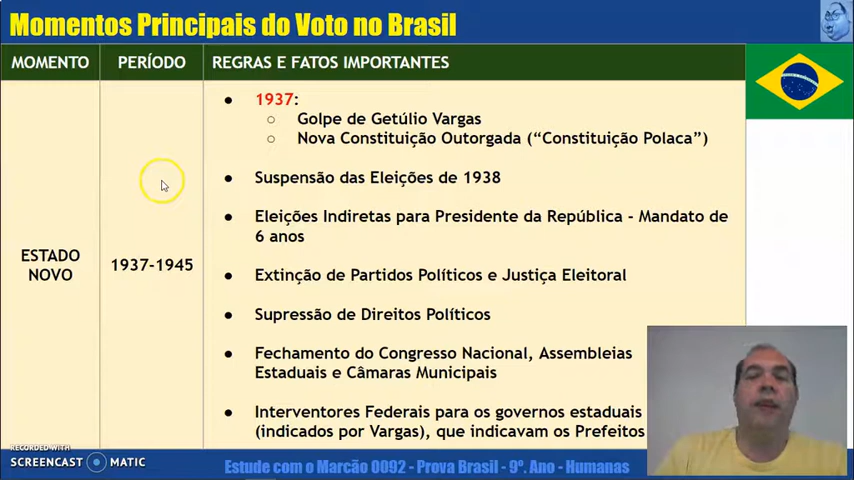 Momentos Principais do Voto no Brasil
MOMENTO
PERÍODO
REGRAS E FATOS IMPORTANTES
ESTADO
NOVO
1937-1945
● 1937:
○ Golpe de Getúlio Vargas
○ Nova Constituição Outorgada (“Constituição Polaca”)
● Suspensão das Eleições de 1938
● Eleições Indiretas para Presidente da República - Mandato de
6 anos
● Extinção de Partidos Políticos e Justiça Eleitoral
● Supressão de Direitos Políticos
● Fechamento do Congresso Nacional, Assembleias
Estaduais e Câmaras Municipais
● Interventores Federais para os governos estaduais
(indicados por Vargas), que indicavam os Prefeitos
RECORDED WITH
SCREENCAST MATIC
Estude com o Marcão 0092 - Prova Brasil - 9º. Ano - Humanas